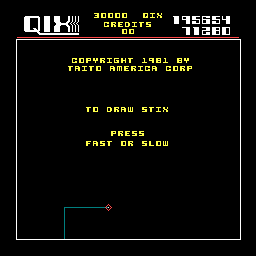 QIX
30000 QIX
CREDITS
00
195654
71280
COPYRIGHT 1981 BY
TAITO AMERICA CORP
TO DRAW STIX
PRESS
FAST OR SLOW